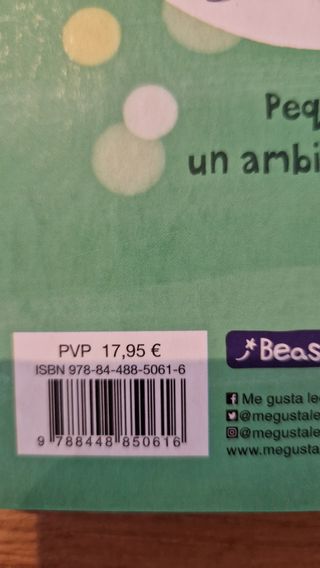 Peq
un ambi
PVP 17,95 €
ISBN 978-84-488-5061-6
9 788448 850616
Beas
Me gusta le
@megustale
@megustale
www.megusta